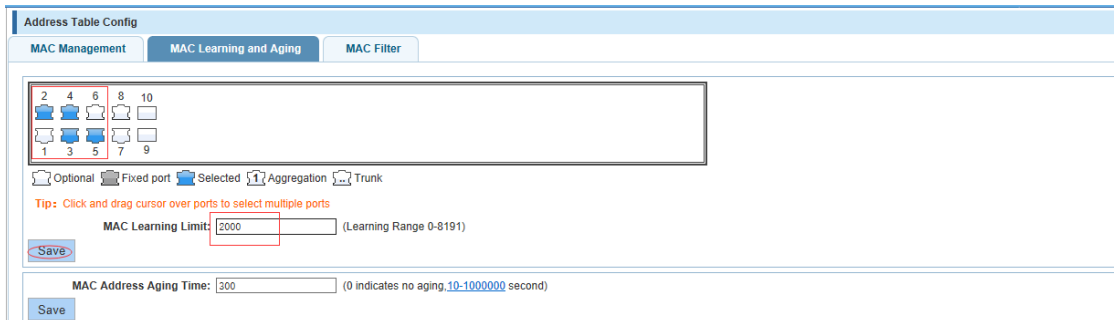 Address Table Config
MAC Management MAC Learning and Aging MAC Filter
2 4 6 8 10
1 3 5 7 9
Optional Fixed port Selected 1 Aggregation .. Trunk
Tip: Click and drag cursor over ports to select multiple ports
MAC Learning Limit: 2000 (Learning Range 0-8191)
Save
MAC Address Aging Time: 300 (0 indicates no aging,10-1000000 second)
Save